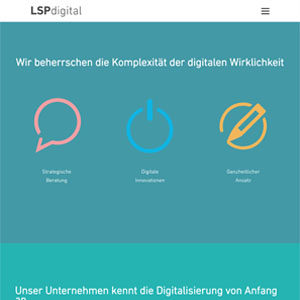 LSPdigital
Wir beherrschen die Komplexität der digitalen Wirklichkeit
Strategische
Beratung
Digitale
Innovationen
Ganzheitlicher
Ansatz
Unser Unternehmen kennt die Digitalisierung von Anfang
an